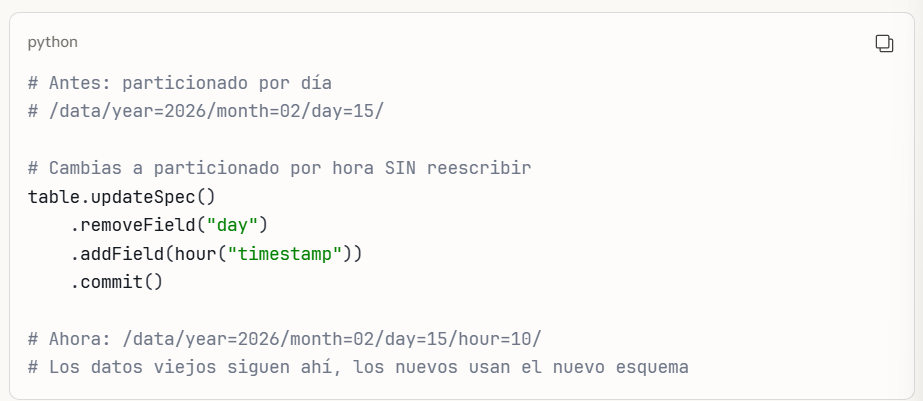 python
# Antes: particionado por día
# /data/year=2026/month=02/day=15/
# Cambias a particionado por hora SIN reescribir
table.updateSpec()
    .removeField("day")
    .addField(hour("timestamp"))
    .commit()
# Ahora: /data/year=2026/month=02/day=15/hour=10/
# Los datos viejos siguen ahí, los nuevos usan el nuevo esquema